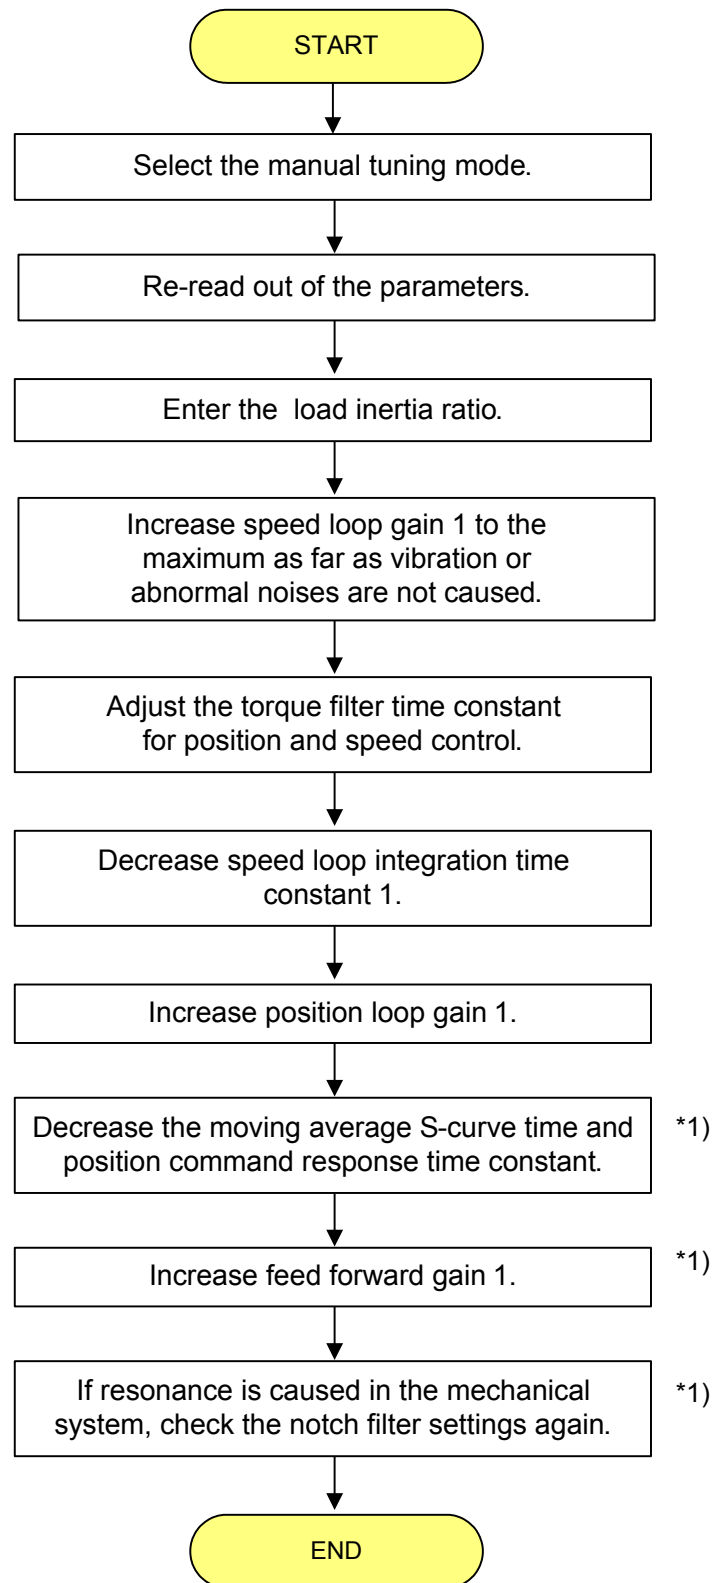 START
Select the manual tuning mode.
Re-read out of the parameters.
Enter the  load inertia ratio.
Increase speed loop gain 1 to the
maximum as far as vibration or
abnormal noises are not caused.
Adjust the torque filter time constant
for position and speed control.
Decrease speed loop integration time
constant 1.
Increase position loop gain 1.
Decrease the moving average S-curve time and
position command response time constant.
*1)
Increase feed forward gain 1.
*1)
If resonance is caused in the mechanical
system, check the notch filter settings again.
*1)
END